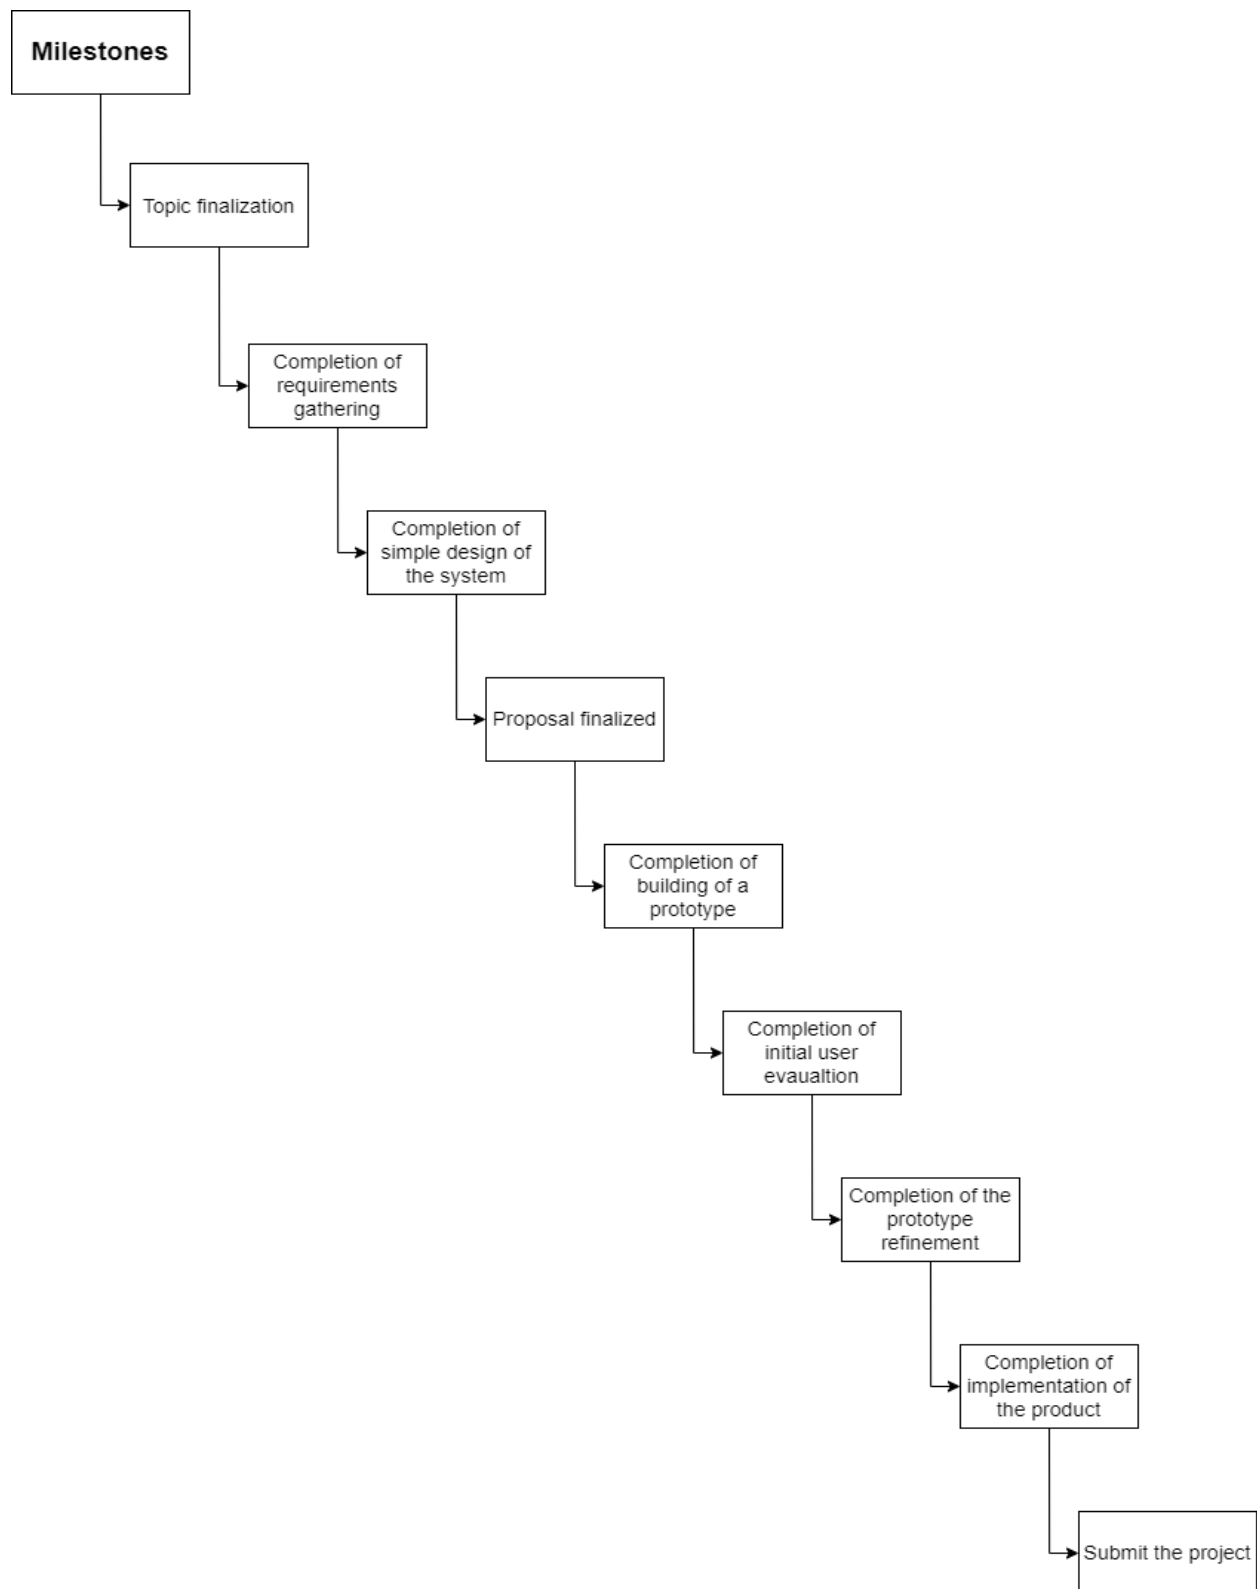 Milestones
Topic finalization
Completion of
requirements
gathering
Completion of
simple design of
the system
Proposal finalized
Completion of
building of a
prototype
Completion of
initial user
evaualtion
Completion of the
prototype
refinement
Completion of
implementation of
the product
Submit the project